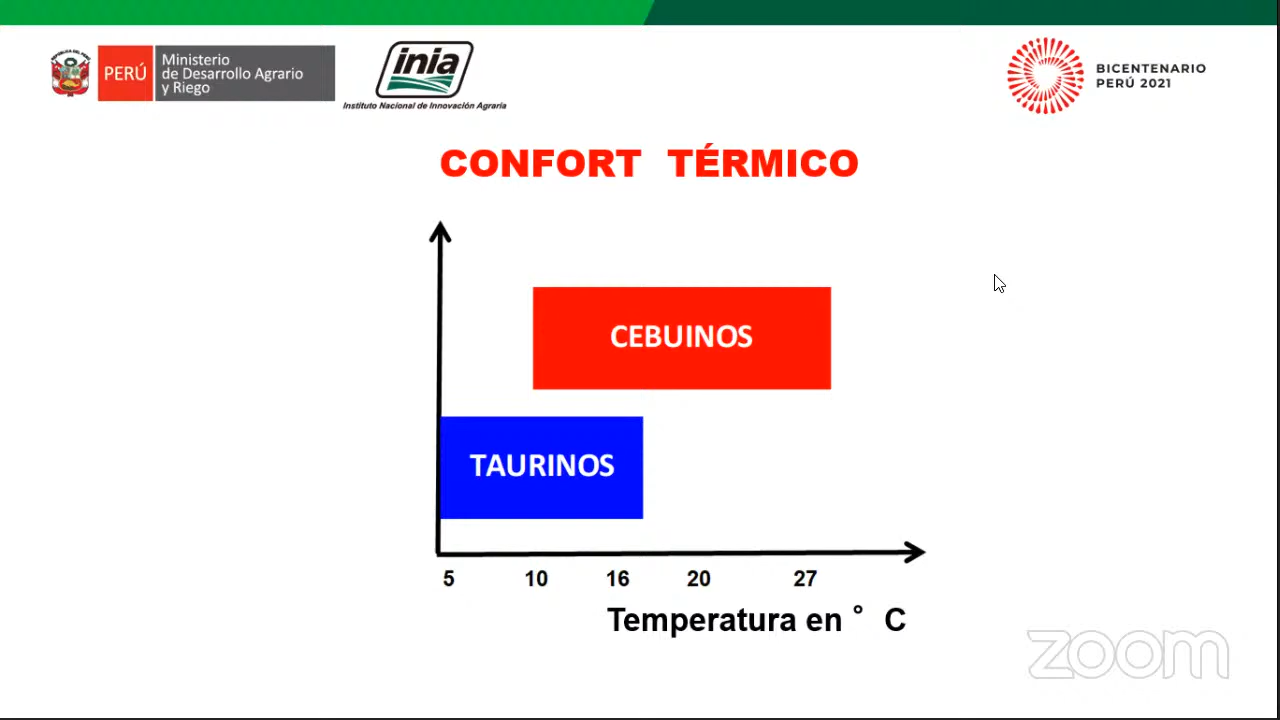 PERÚ
Ministerio
de Desarrollo Agrario
y Riego
inia
Instituto Nacional de Innovación Agraria
BICENTENARIO
PERÚ 2021
CONFORT TÉRMICO
CEBUINOS
TAURINOS
5 10 16 20 27
Temperatura en ° C
zoom